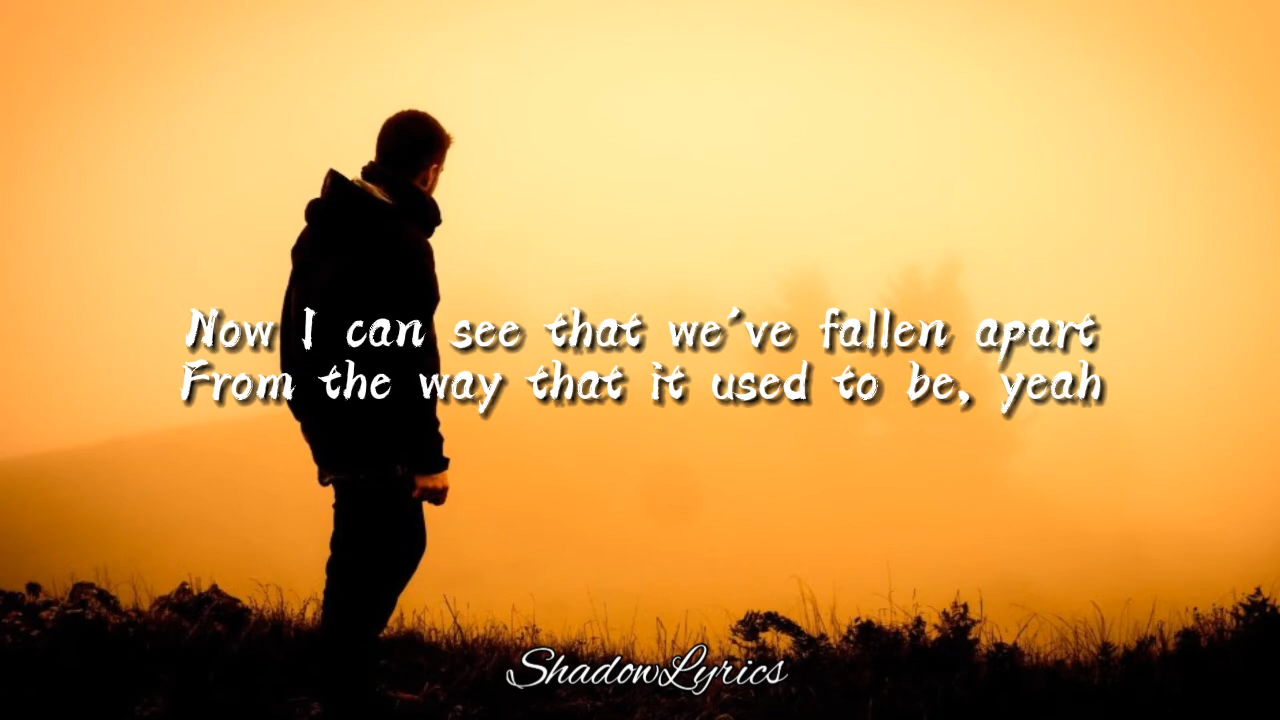 Now I can see that we've fallen apart
From the way that it used to be, yeah
ShadowLyrics